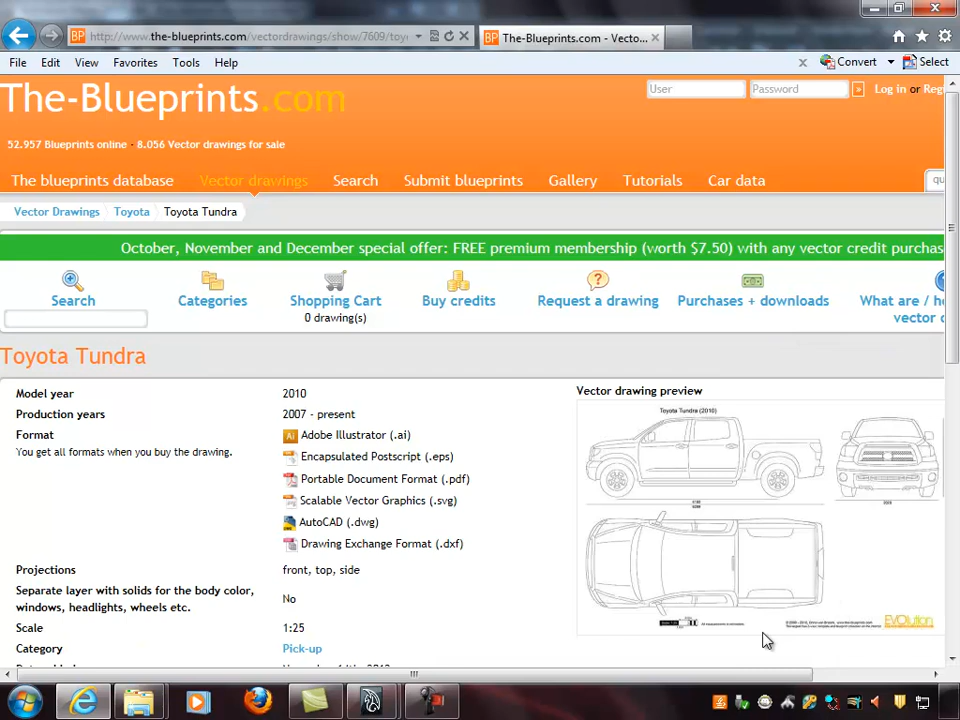 http://www.the-blueprints.com/vectordrawings/show/7609/toy
BP The-Blueprints.com - Vecto...
File Edit View Favorites Tools Help
Convert Select
The-Blueprints.com
User Password Log in or Reg
52.957 Blueprints online - 8.056 Vector drawings for sale
The blueprints database Vector drawings Search Submit blueprints Gallery Tutorials Car data qu
Vector Drawings Toyota Toyota Tundra
October, November and December special offer: FREE premium membership (worth $7.50) with any vector credit purchas
Search Categories Shopping Cart Buy credits Request a drawing Purchases + downloads What are / h
0 drawing(s) vector
Toyota Tundra
Model year 2010
Production years 2007 - present
Format Adobe Illustrator (.ai)
You get all formats when you buy the drawing.
Encapsulated Postscript (.eps)
Portable Document Format (.pdf)
Scalable Vector Graphics (.svg)
AutoCAD (.dwg)
Drawing Exchange Format (.dxf)
Projections front, top, side
Separate layer with solids for the body color,
windows, headlights, wheels etc.
No
Scale 1:25
Category Pick-up
Vector drawing preview
Toyota Tundra (2010)
EVOlution